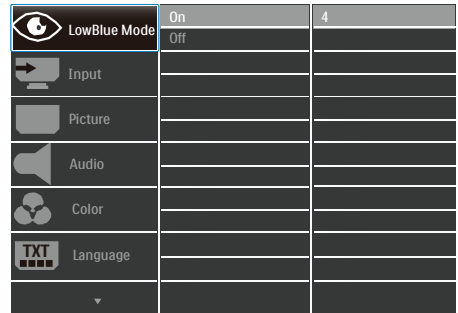 LowBlue Mode
On
4
Off
Input
Picture
Audio
Color
TXT
Language